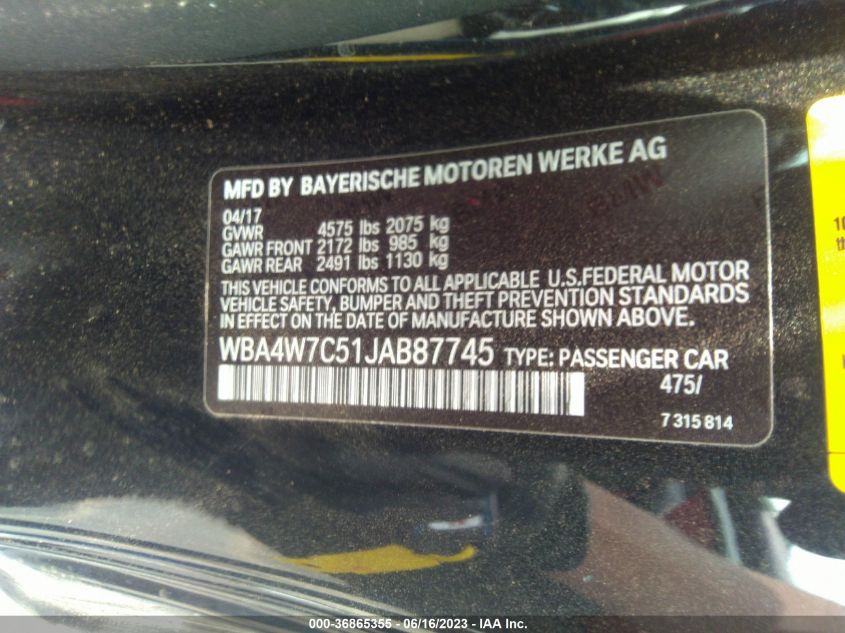 MFD BY BAYERISCHE MOTOREN WERKE AG
04/17
GVWR 4575 lbs 2075 kg
GAWR FRONT 2172 lbs 985 kg
GAWR REAR 2491 lbs 1130 kg
THIS VEHICLE CONFORMS TO ALL APPLICABLE U.S.FEDERAL MOTOR
VEHICLE SAFETY, BUMPER AND THEFT PREVENTION STANDARDS
IN EFFECT ON THE DATE OF MANUFACTURE SHOWN ABOVE.
WBA4W7C51JAB87745 TYPE: PASSENGER CAR
475/
7 315 814
000-36865355 - 06/16/2023 - IAA Inc.